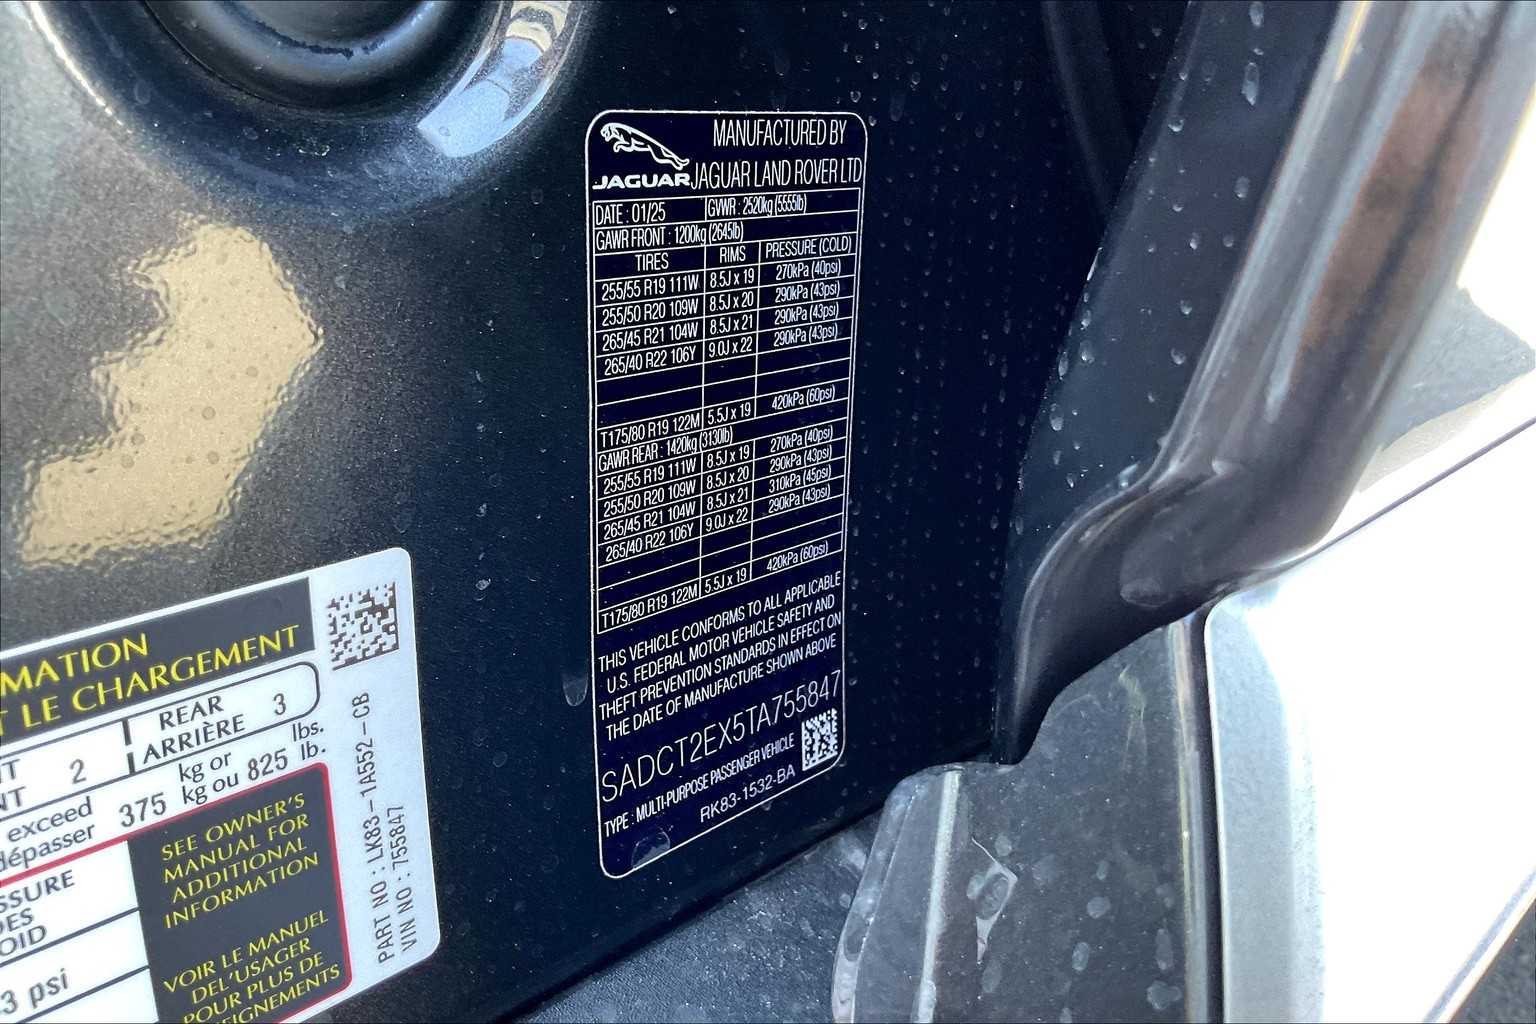 JAGUAR
MANUFACTURED BY
JAGUAR LAND ROVER LTD
DATE : 01/25 GVWR : 2520kg (5555lb)
GAWR FRONT : 1200kg (2645lb)
TIRES RIMS PRESSURE (COLD)
255/55 R19 111W 8.5J x 19 270kPa (40psi)
255/50 R20 109W 8.5J x 20 290kPa (43psi)
265/45 R21 104W 8.5J x 21 290kPa (43psi)
265/40 R22 106Y 9.0J x 22 290kPa (43psi)
T175/80 R19 122M 5.5J x 19 420kPa (60psi)
GAWR REAR : 1420kg (3130lb)
255/55 R19 111W 8.5J x 19 270kPa (40psi)
255/50 R20 109W 8.5J x 20 290kPa (43psi)
265/45 R21 104W 8.5J x 21 310kPa (45psi)
265/40 R22 106Y 9.0J x 22 290kPa (43psi)
T175/80 R19 122M 5.5J x 19 420kPa (60psi)
THIS VEHICLE CONFORMS TO ALL APPLICABLE
U.S. FEDERAL MOTOR VEHICLE SAFETY AND
THEFT PREVENTION STANDARDS IN EFFECT ON
THE DATE OF MANUFACTURE SHOWN ABOVE
SADCT2EX5TA755847
TYPE : MULTI-PURPOSE PASSENGER VEHICLE
RK83-1532-BA
MATION
T LE CHARGEMENT
NT 2 REAR 3
NT ARRIÈRE
exceed 375 kg or 825 lbs.
dépasser kg ou lb.
SSURE
DES
OID
3 psi
SEE OWNER'S
MANUAL FOR
ADDITIONAL
INFORMATION
VOIR LE MANUEL
DEL'USAGER
POUR PLUS DE
EIGNEMENTS
PART NO : LK83-1A552-CB
VIN NO : 755847